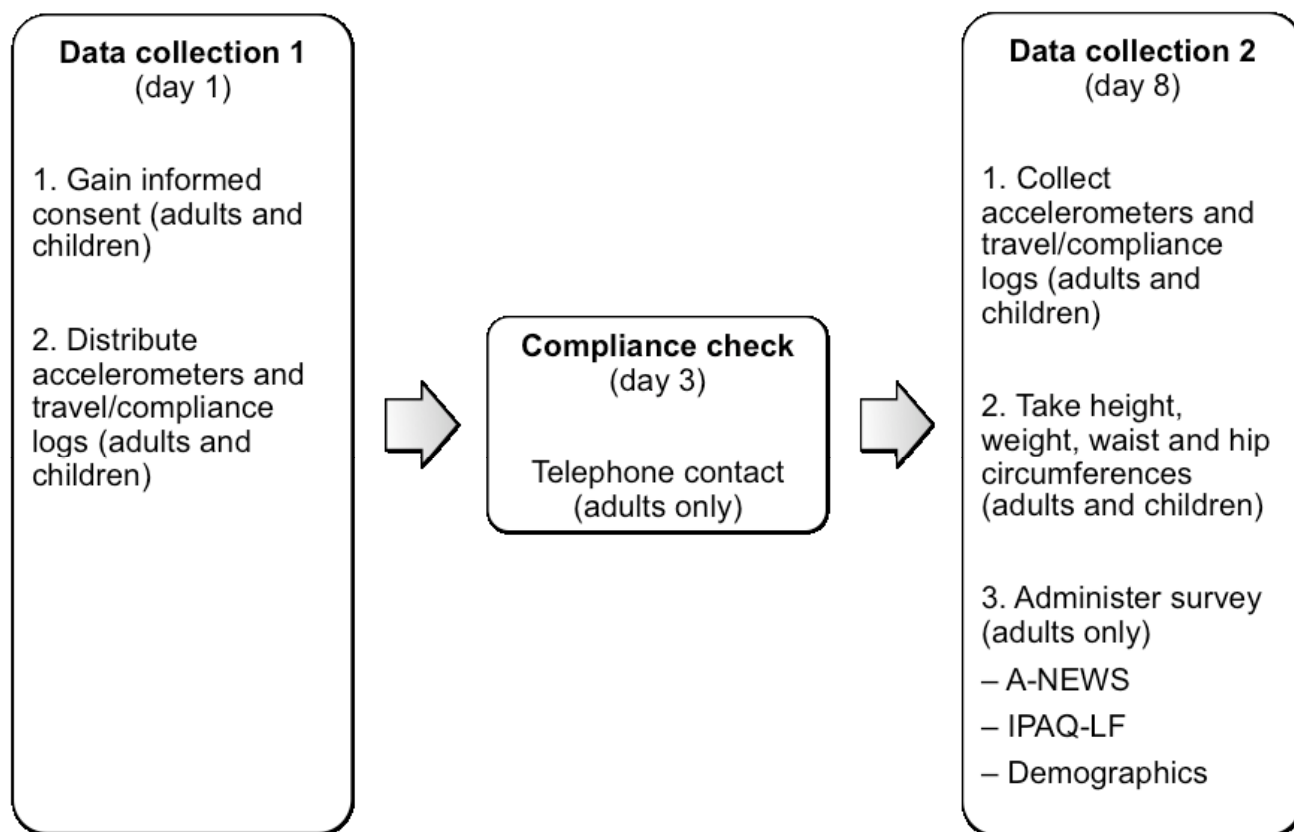 Data collection 1
(day 1)
1. Gain informed
consent (adults and
children)
2. Distribute
accelerometers and
travel/compliance
logs (adults and
children)
Compliance check
(day 3)
Telephone contact
(adults only)
Data collection 2
(day 8)
1. Collect
accelerometers and
travel/compliance
logs (adults and
children)
2. Take height,
weight, waist and hip
circumferences
(adults and children)
3. Administer survey
(adults only)
– A-NEWS
– IPAQ-LF
– Demographics